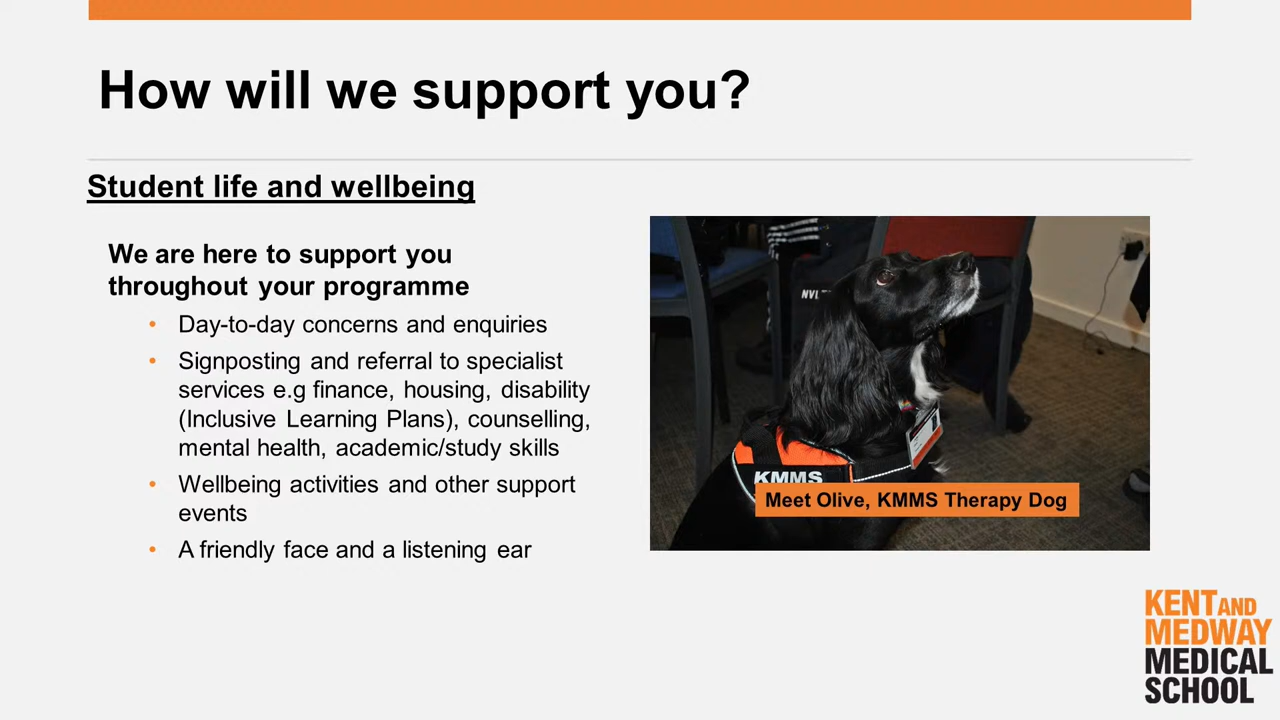 How will we support you?
Student life and wellbeing
We are here to support you
throughout your programme
• Day-to-day concerns and enquiries
• Signposting and referral to specialist
services e.g finance, housing, disability
(Inclusive Learning Plans), counselling,
mental health, academic/study skills
• Wellbeing activities and other support
events
• A friendly face and a listening ear
NVL
KMMS
Meet Olive, KMMS Therapy Dog
KENT AND
MEDWAY
MEDICAL
SCHOOL